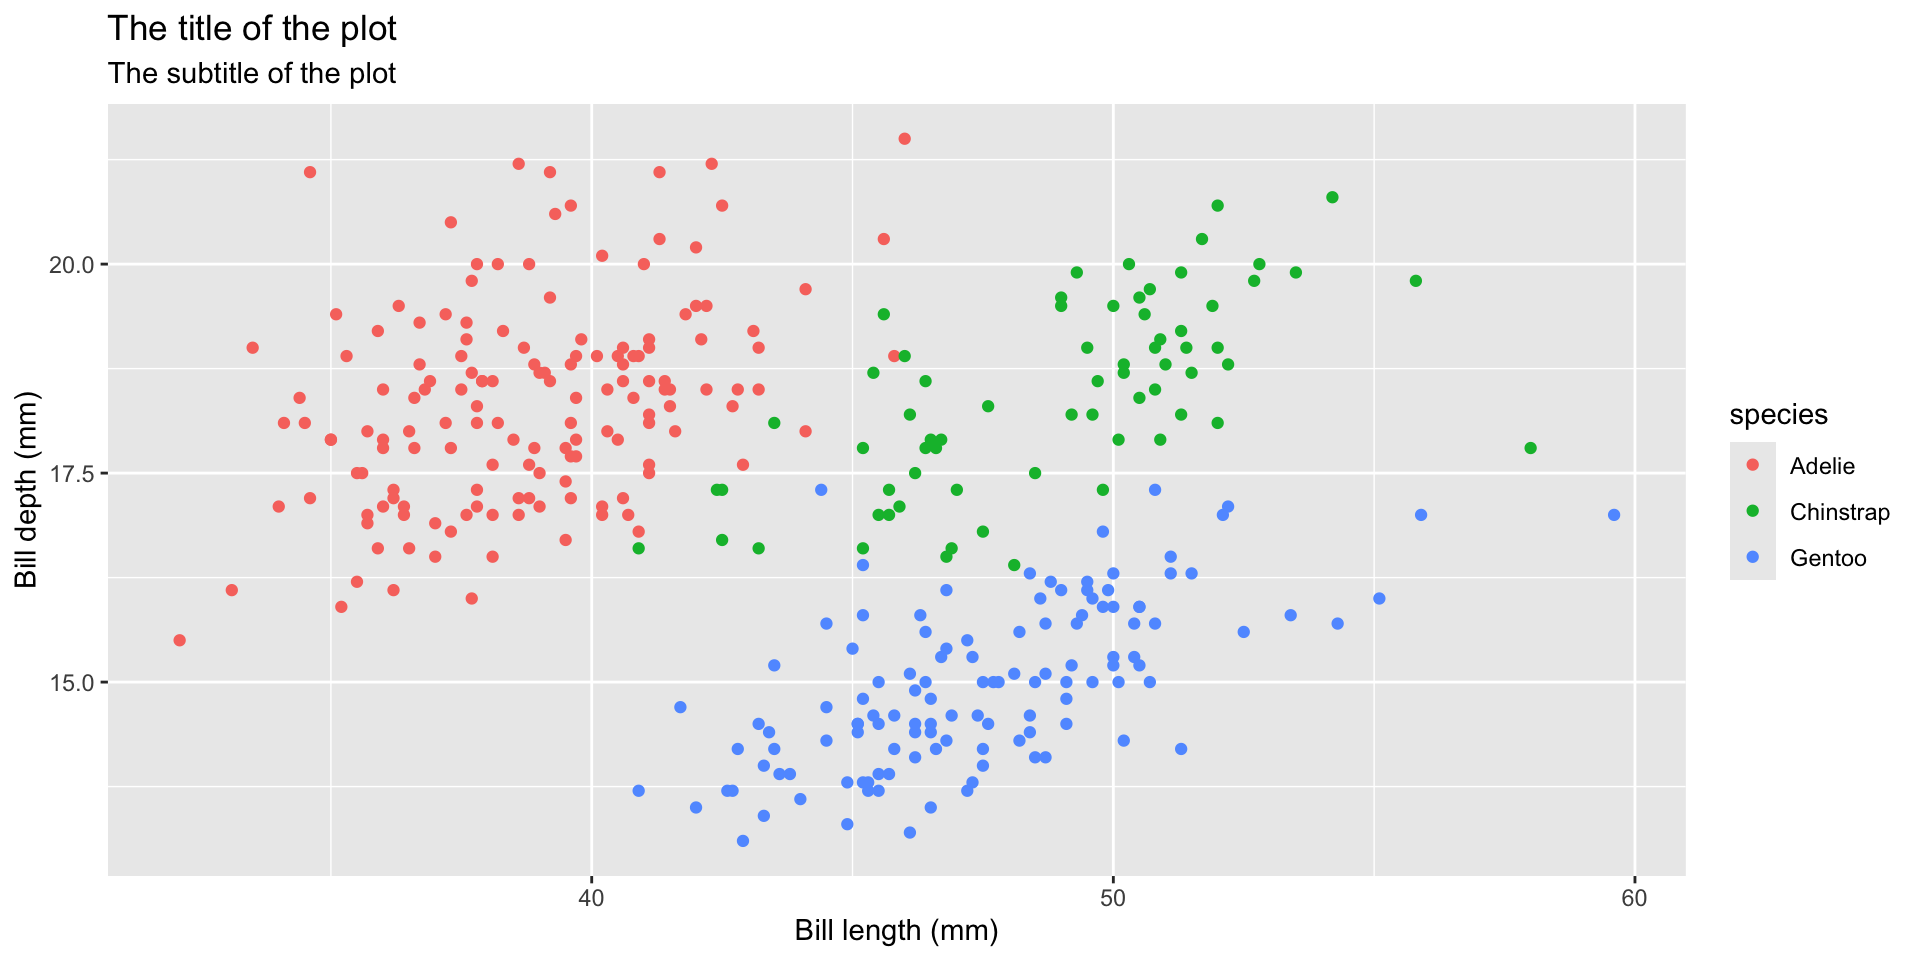 The title of the plot
The subtitle of the plot
Bill depth (mm)
20.0
17.5
15.0
40
50
60
Bill length (mm)
species
Adelie
Chinstrap
Gentoo